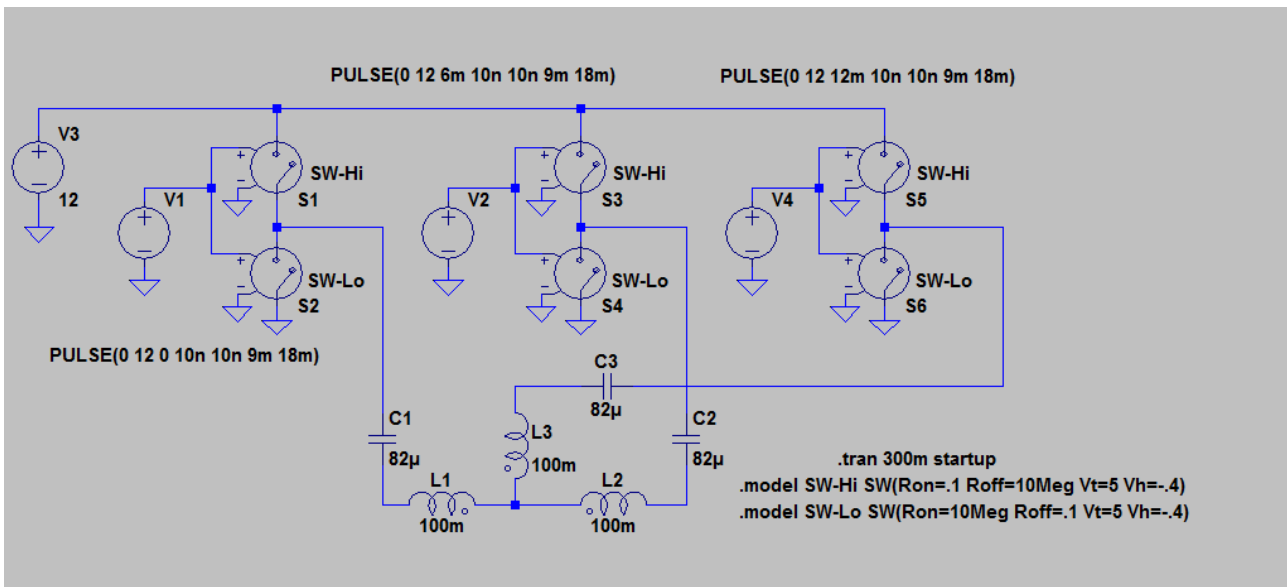 PULSE(0 12 6m 10n 10n 9m 18m)
PULSE(0 12 12m 10n 10n 9m 18m)
V3
+
−
12
V1
+
−
+
−
SW-Hi
S1
+
−
SW-Lo
S2
V2
+
−
+
−
SW-Hi
S3
+
−
SW-Lo
S4
V4
+
−
+
−
SW-Hi
S5
+
−
SW-Lo
S6
PULSE(0 12 0 10n 10n 9m 18m)
C3
82µ
C1
82µ
L3
100m
C2
82µ
L1
100m
L2
100m
.tran 300m startup
.model SW-Hi SW(Ron=.1 Roff=10Meg Vt=5 Vh=-.4)
.model SW-Lo SW(Ron=10Meg Roff=.1 Vt=5 Vh=-.4)